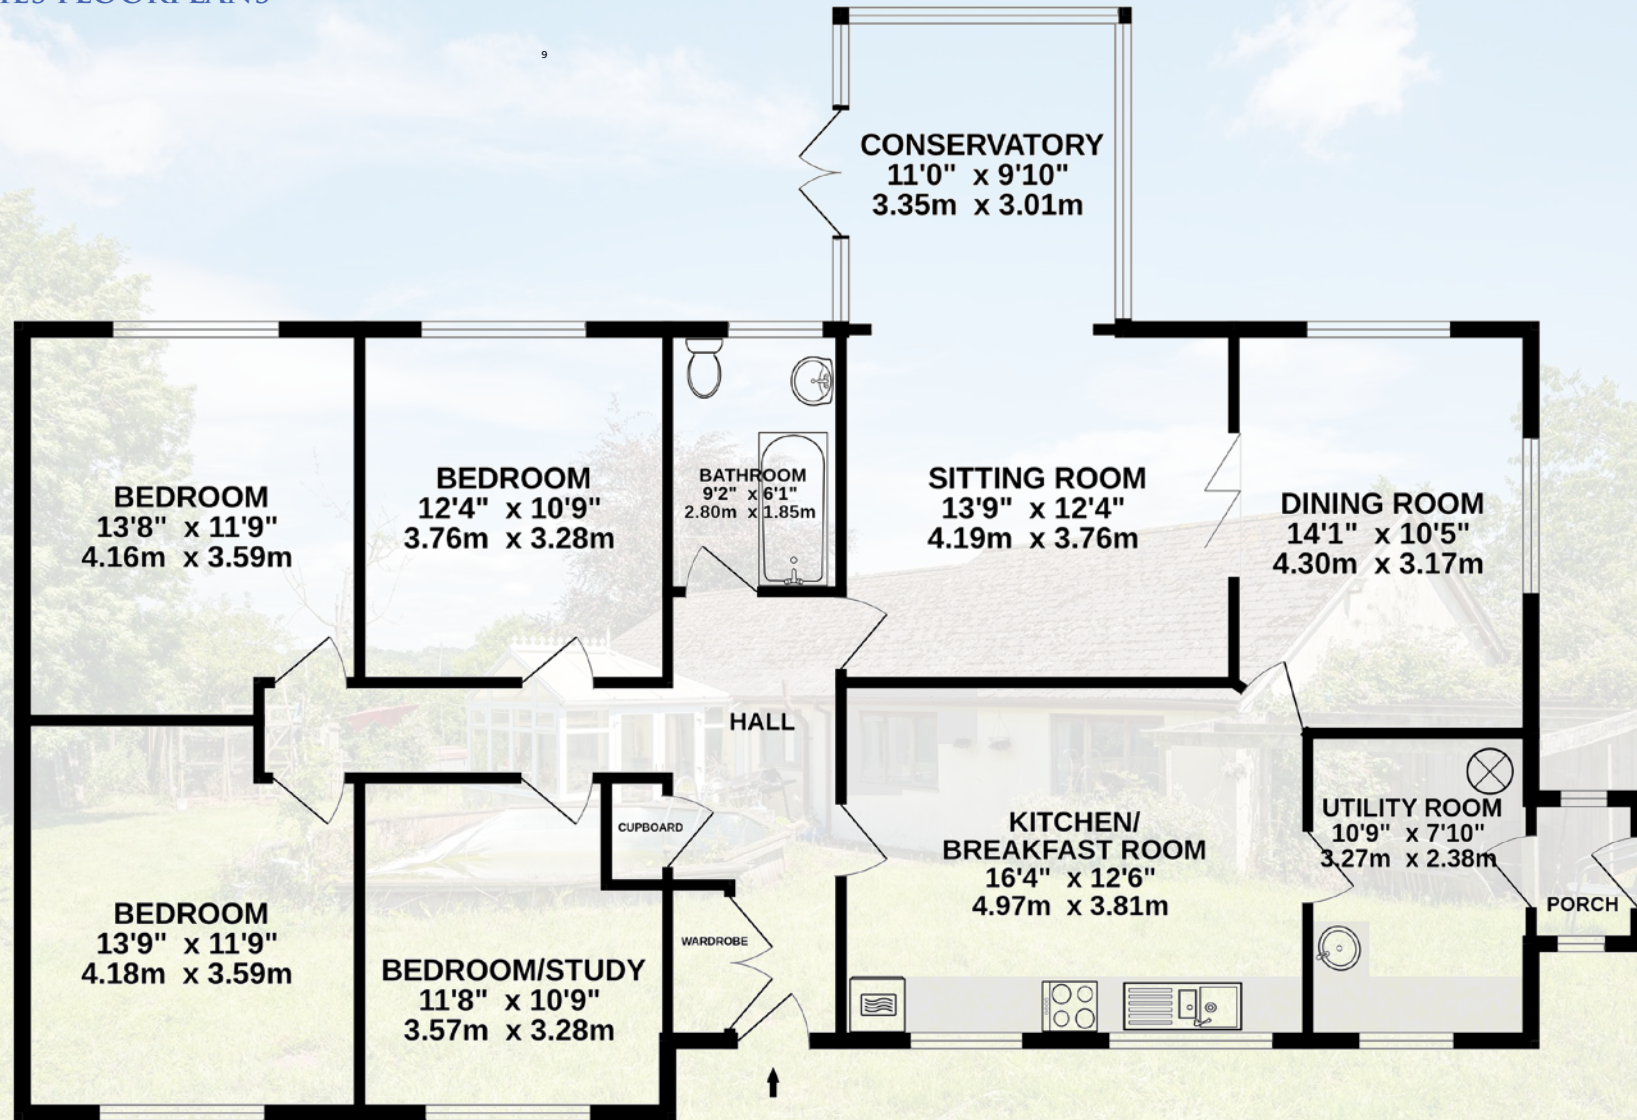 FLOORPLANS
9
CONSERVATORY
11'0" x 9'10"
3.35m x 3.01m
BEDROOM
13'8" x 11'9"
4.16m x 3.59m
BEDROOM
12'4" x 10'9"
3.76m x 3.28m
BATHROOM
9'2" x 6'1"
2.80m x 1.85m
SITTING ROOM
13'9" x 12'4"
4.19m x 3.76m
DINING ROOM
14'1" x 10'5"
4.30m x 3.17m
HALL
CUPBOARD
KITCHEN/
BREAKFAST ROOM
16'4" x 12'6"
4.97m x 3.81m
UTILITY ROOM
10'9" x 7'10"
3.27m x 2.38m
PORCH
BEDROOM
13'9" x 11'9"
4.18m x 3.59m
BEDROOM/STUDY
11'8" x 10'9"
3.57m x 3.28m
WARDROBE